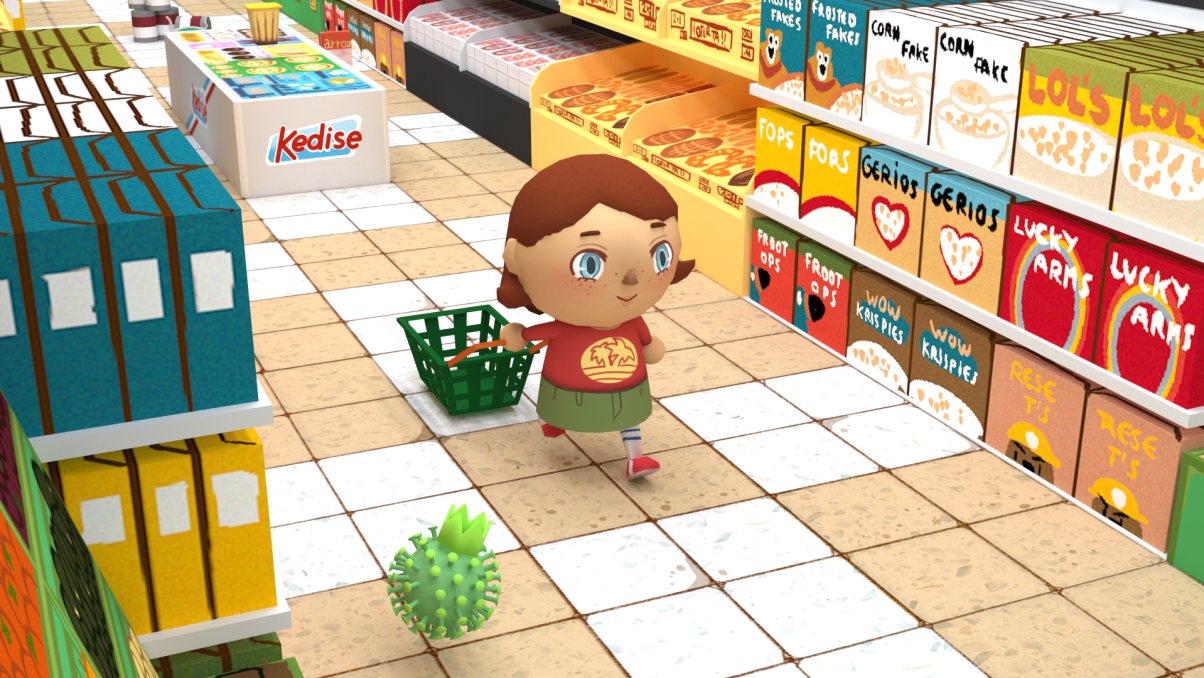 FROSTED
FAKES
FROSTED
FAKES
CORN
FAKE
CORN
FAKE
LOL'S
LOL'S
FOPS
FOPS
GERIOS
GERIOS
LUCKY
ARMS
LUCKY
ARMS
FROOT
OPS
FROOT
OPS
WOW
KRISPIES
WOW
KRISPIES
RESE
T'S
RESE
T'S
arroz
Kedise
OFERTA!!